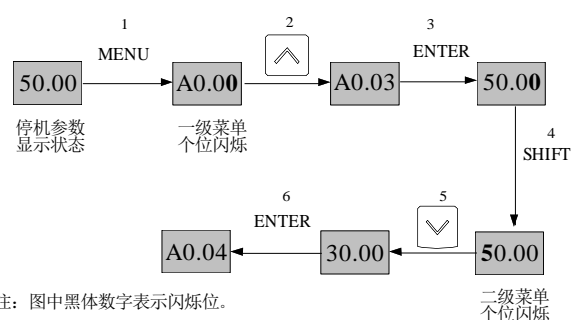 1
MENU
2
3
ENTER
50.00
A0.00
A0.03
50.00
停机参数
显示状态
一级菜单
个位闪烁
4
SHIFT
6
ENTER
5
A0.04
30.00
50.00
二级菜单
个位闪烁
注：图中黑体数字表示闪烁位。